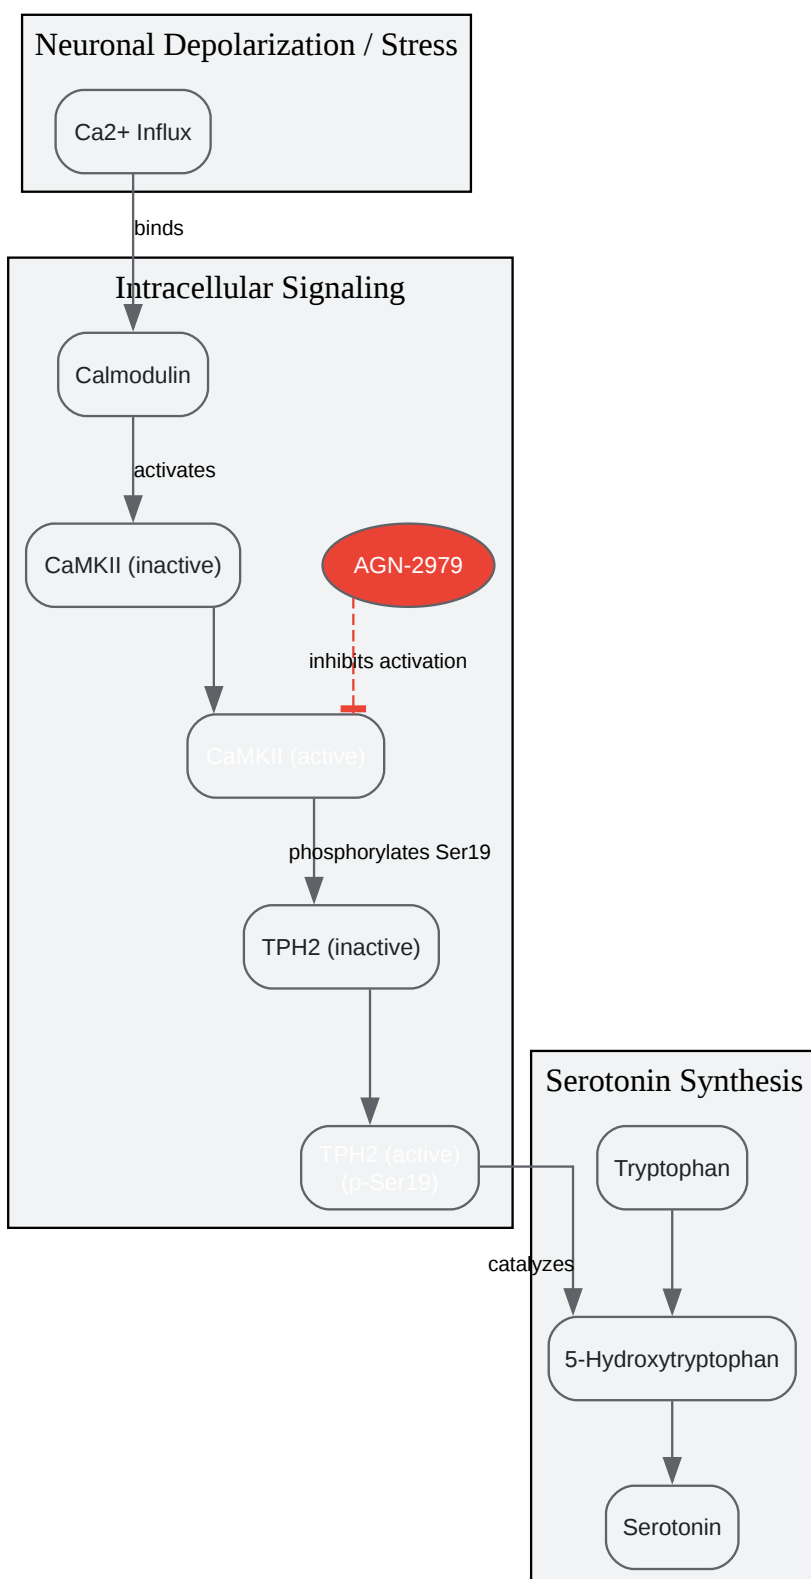 Neuronal Depolarization / Stress
Ca2+ Influx
binds
Intracellular Signaling
Calmodulin
activates
CaMKII (inactive)
AGN-2979
inhibits activation
CaMKII (active)
phosphorylates Ser19
TPH2 (inactive)
Serotonin Synthesis
TPH2 (active)
(p-Ser19)
Tryptophan
catalyzes
5-Hydroxytryptophan
Serotonin